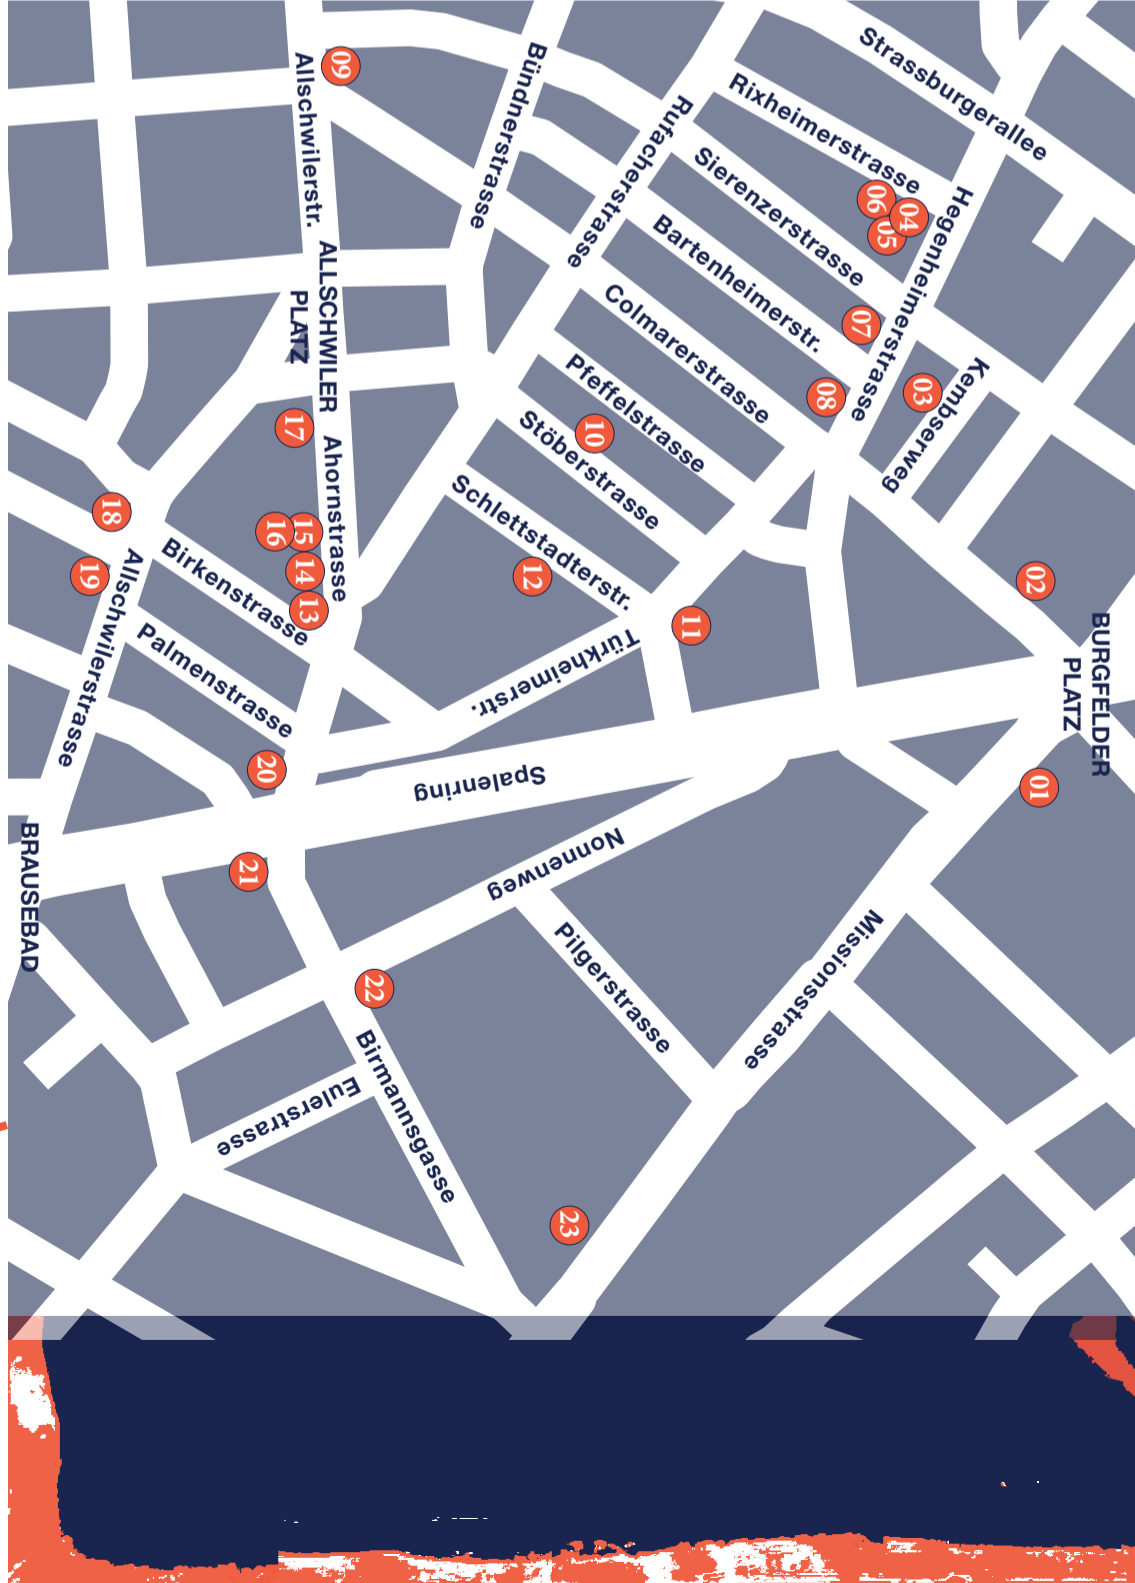 Strassburgerallee
Rixheimerstrasse
Hegenheimerstrasse
Sierenzerstrasse
Bartenheimerstr.
Colmarerstrasse
Pfeffelstrasse
Stöberstrasse
Schlettstadterstr.
Türkheimerstr.
Kembserweg
Rufacherstrasse
Bündnerstrasse
Allschwilerstr.
ALLSCHWILER
PLATZ
Ahornstrasse
Birkenstrasse
Palmenstrasse
Allschwilerstrasse
BRAUSEBAD
BURGFELDER
PLATZ
Spalenring
Nonnenweg
Pilgerstrasse
Missionsstrasse
Birmannsgasse
Eulerstrasse
01
02
03
04
05
06
07
08
09
10
11
12
13
14
15
16
17
18
19
20
21
22
23